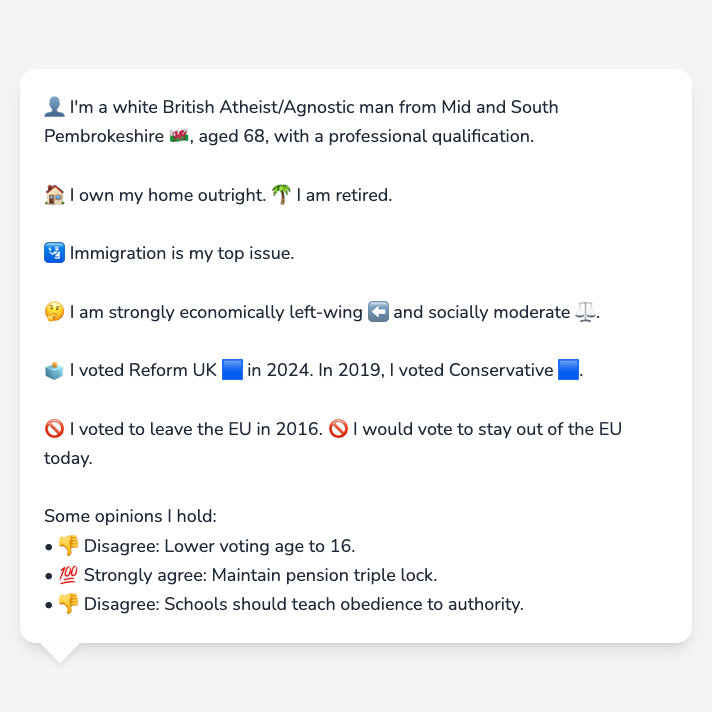 👤 I'm a white British Atheist/Agnostic man from Mid and South
Pembrokeshire 🏴󠁧󠁢󠁷󠁬󠁳󠁿, aged 68, with a professional qualification.
🏠 I own my home outright. 🌴 I am retired.
🛂 Immigration is my top issue.
🤔 I am strongly economically left-wing ⬅️ and socially moderate ⚖️.
🗳️ I voted Reform UK 🟦 in 2024. In 2019, I voted Conservative 🟦.
🚫 I voted to leave the EU in 2016. 🚫 I would vote to stay out of the EU
today.
Some opinions I hold:
• 👎 Disagree: Lower voting age to 16.
• 💯 Strongly agree: Maintain pension triple lock.
• 👎 Disagree: Schools should teach obedience to authority.